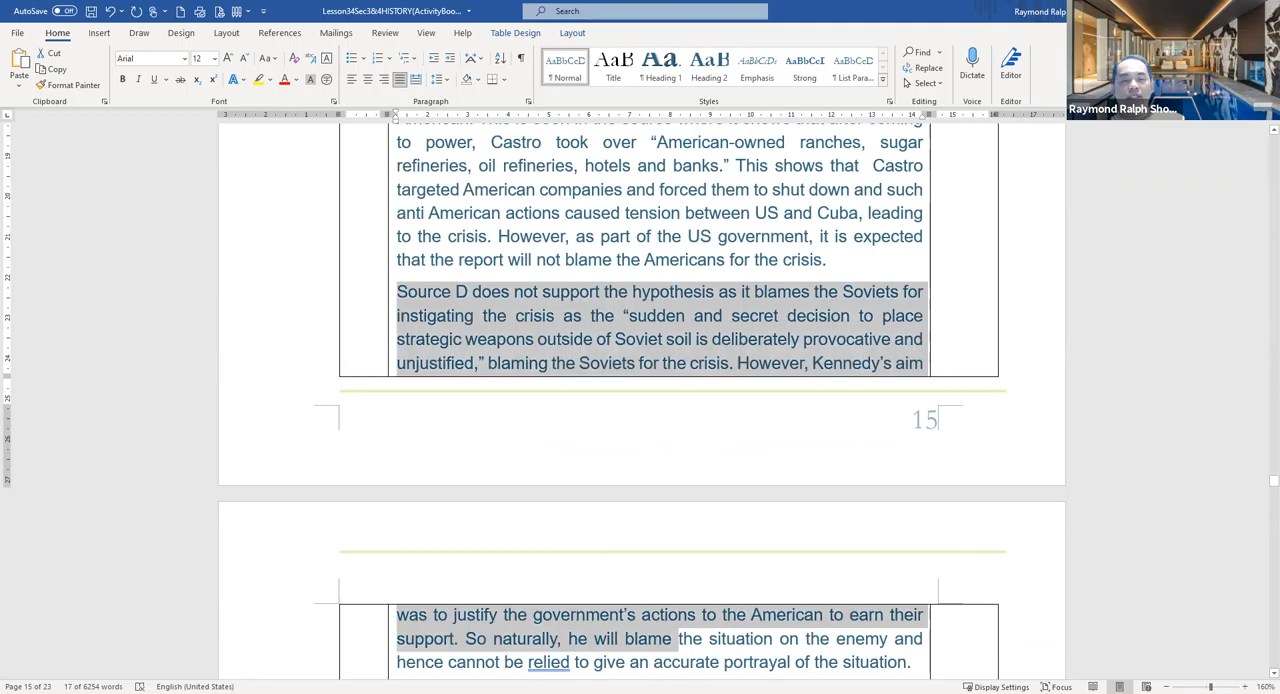 AutoSave Off Lesson34Sec3&4HISTORY(ActivityBoo... Search Raymond Ralp
File Home Insert Draw Design Layout References Mailings Review View Help Table Design Layout
Paste Cut Copy Format Painter
Arial 12
AaBbCcD AaB AaB AaBb AaBbCcD AaBbCcI AaBbCcD
Normal Title Heading 1 Heading 2 Emphasis Strong List Para...
Find Replace Select
Dictate Editor
Clipboard Font Paragraph Styles Editing Voice Editor
Raymond Ralph Sho...
to power, Castro took over “American-owned ranches, sugar
refineries, oil refineries, hotels and banks.” This shows that Castro
targeted American companies and forced them to shut down and such
anti American actions caused tension between US and Cuba, leading
to the crisis. However, as part of the US government, it is expected
that the report will not blame the Americans for the crisis.
Source D does not support the hypothesis as it blames the Soviets for
instigating the crisis as the “sudden and secret decision to place
strategic weapons outside of Soviet soil is deliberately provocative and
unjustified,” blaming the Soviets for the crisis. However, Kennedy’s aim
15
was to justify the government’s actions to the American to earn their
support. So naturally, he will blame the situation on the enemy and
hence cannot be relied to give an accurate portrayal of the situation.
Page 15 of 23 17 of 6254 words English (United States) Display Settings Focus 160%